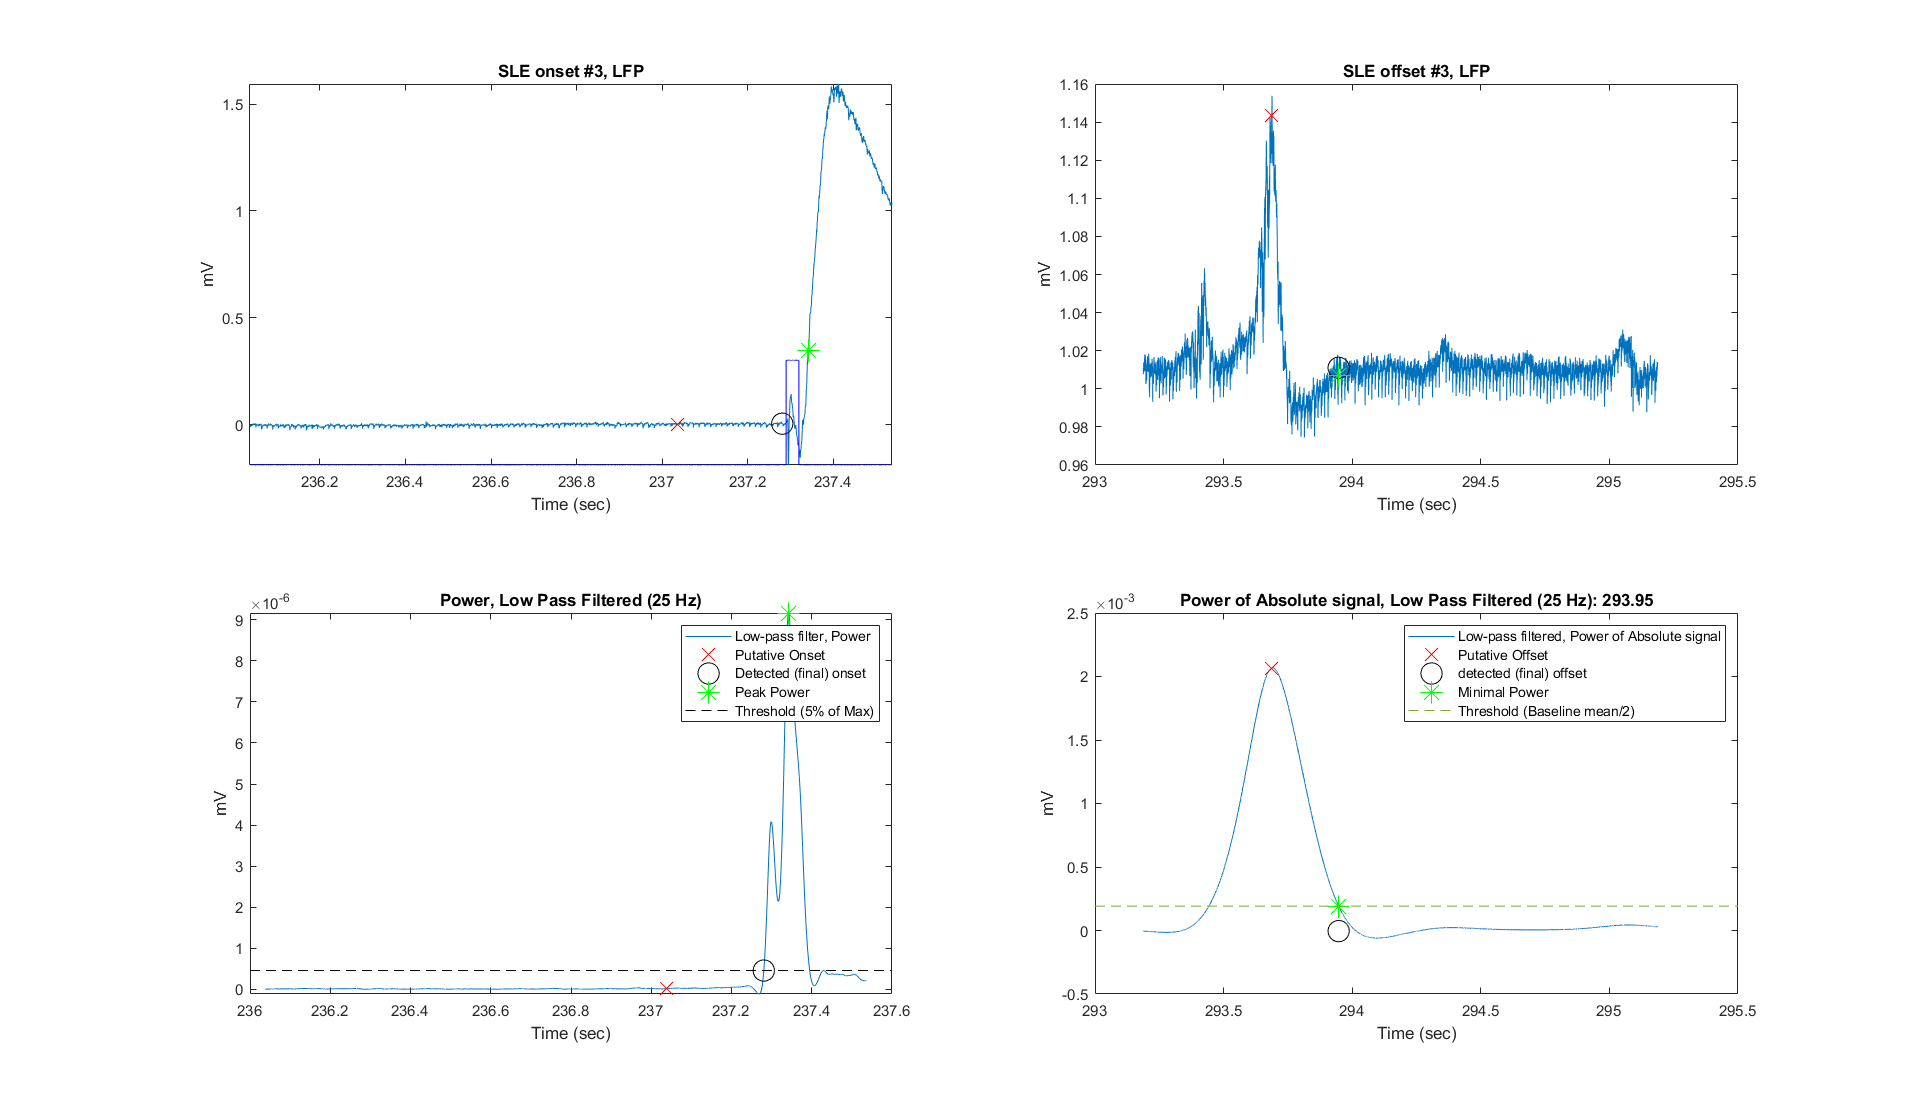 SLE onset #3, LFP
1.5
1
0.5
0
mV
236.2 236.4 236.6 236.8 237 237.2 237.4
Time (sec)
SLE offset #3, LFP
1.16
1.14
1.12
1.1
1.08
1.06
1.04
1.02
1
0.98
0.96
mV
293 293.5 294 294.5 295 295.5
Time (sec)
Power, Low Pass Filtered (25 Hz)
×10-6
9
8
7
6
5
4
3
2
1
0
mV
Low-pass filter, Power
Putative Onset
Detected (final) onset
Peak Power
Threshold (5% of Max)
236 236.2 236.4 236.6 236.8 237 237.2 237.4 237.6
Time (sec)
Power of Absolute signal, Low Pass Filtered (25 Hz): 293.95
×10-3
2.5
2
1.5
1
0.5
0
-0.5
mV
Low-pass filtered, Power of Absolute signal
Putative Offset
detected (final) offset
Minimal Power
Threshold (Baseline mean/2)
293 293.5 294 294.5 295 295.5
Time (sec)